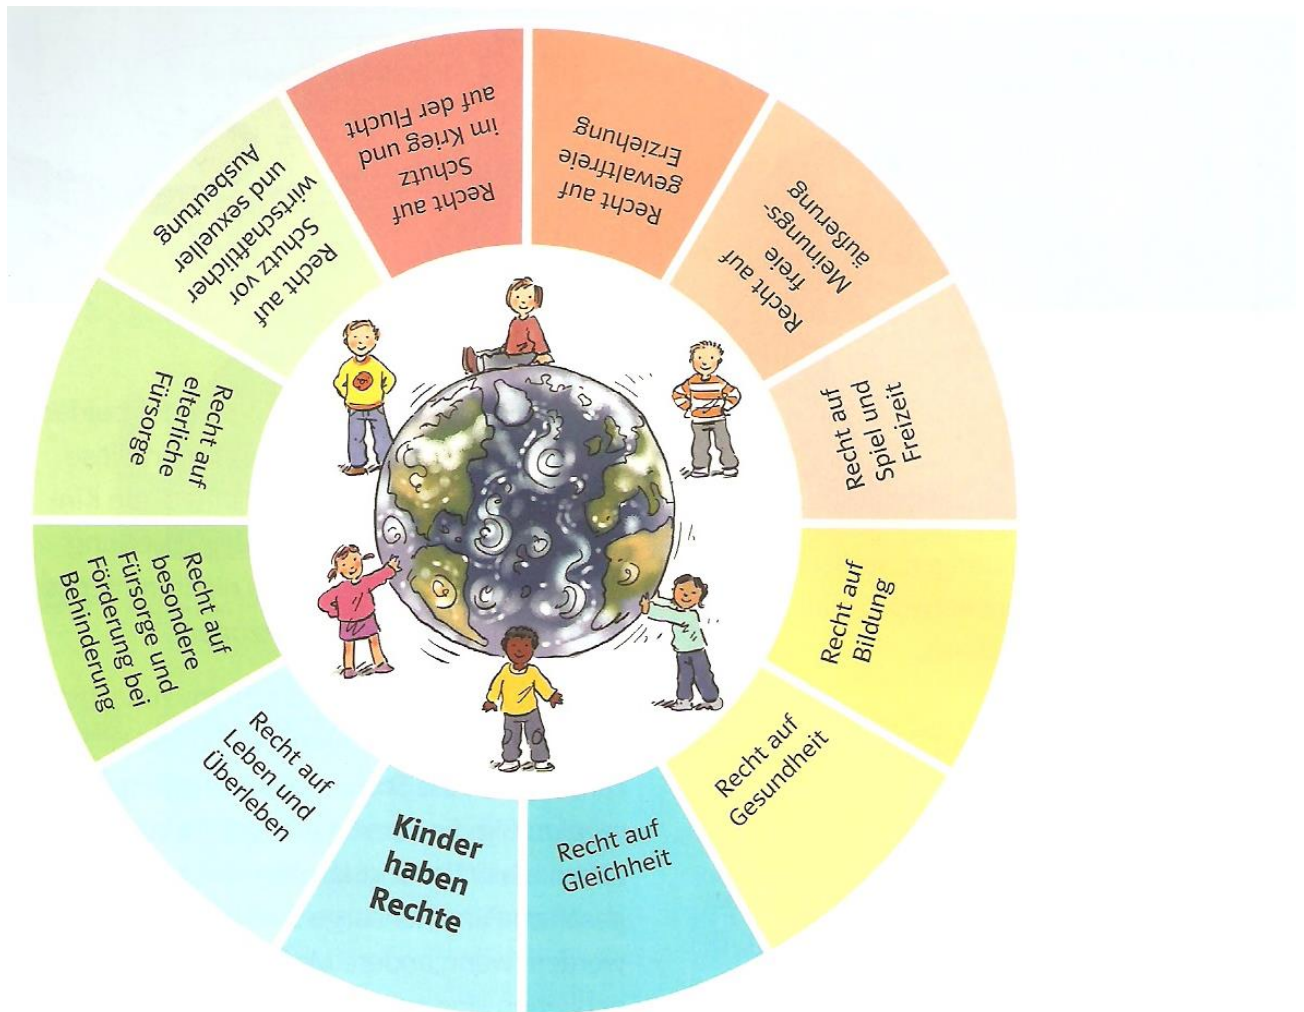 Kinder
haben
Rechte
Recht auf
Gleichheit
Recht auf
Gesundheit
Recht auf
Bildung
Recht auf
Spiel und
Freizeit
Recht auf
freie
Meinungs-
äußerung
Recht auf
gewaltfreie
Erziehung
Recht auf
Schutz
im Krieg und
auf der Flucht
Recht auf
Schutz vor
wirtschaftlicher
und sexueller
Ausbeutung
Recht auf
elterliche
Fürsorge
Recht auf
besondere
Fürsorge und
Förderung bei
Behinderung
Recht auf
Leben und
Überleben